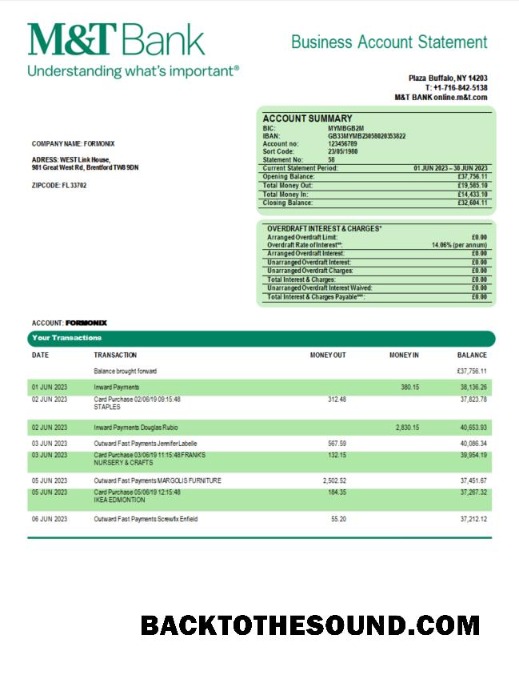 M&T Bank
Understanding what's important®
Business Account Statement
Plaza Buffalo, NY 14203
T: +1-716-842-5138
M&T BANK online.m&t.com
ACCOUNT SUMMARY
BIC: MYMBGB2M
IBAN: GB33MYMB23058020353822
Account no: 123456789
Sort Code: 23/05/1980
Statement No: 58
Current Statement Period: 01 JUN 2023 – 30 JUN 2023
Opening Balance: £37,756.11
Total Money Out: £19,585.10
Total Money In: £14,433.10
Closing Balance: £32,604.11
COMPANY NAME: FORMONIX
ADRESS: WEST Link House,
981 Great West Rd, Brentford TW8 9DN
ZIPCODE: FL 33702
OVERDRAFT INTEREST & CHARGES*
Arranged Overdraft Limit: £0.00
Overdraft Rate of Interest**: 14.06% (per annum)
Arranged Overdraft Interest: £0.00
Unarranged Overdraft Interest: £0.00
Unarranged Overdraft Charges: £0.00
Total Interest & Charges: £0.00
Unarranged Overdraft Interest Waived: £0.00
Total Interest & Charges Payable***: £0.00
ACCOUNT: FORMONIX
Your Transactions
DATE TRANSACTION MONEY OUT MONEY IN BALANCE
Balance brought forward £37,756.11
01 JUN 2023 Inward Payments 380.15 38,136.26
02 JUN 2023 Card Purchase 02/06/19 09:15:48 312.48 37,823.78
STAPLES
02 JUN 2023 Inward Payments Douglas Rubio 2,830.15 40,653.93
03 JUN 2023 Outward Fast Payments Jennifer Labelle 567.59 40,086.34
03 JUN 2023 Card Purchase 03/06/19 11:15:48 FRANKS 132.15 39,954.19
NURSERY & CRAFTS
05 JUN 2023 Outward Fast Payments MARGOLIS FURNITURE 2,502.52 37,451.67
05 JUN 2023 Card Purchase 05/06/19 12:15:48 184.35 37,267.32
IKEA EDMONTION
06 JUN 2023 Outward Fast Payments Screwfix Enfield 55.20 37,212.12
BACKTOTHESOUND.COM